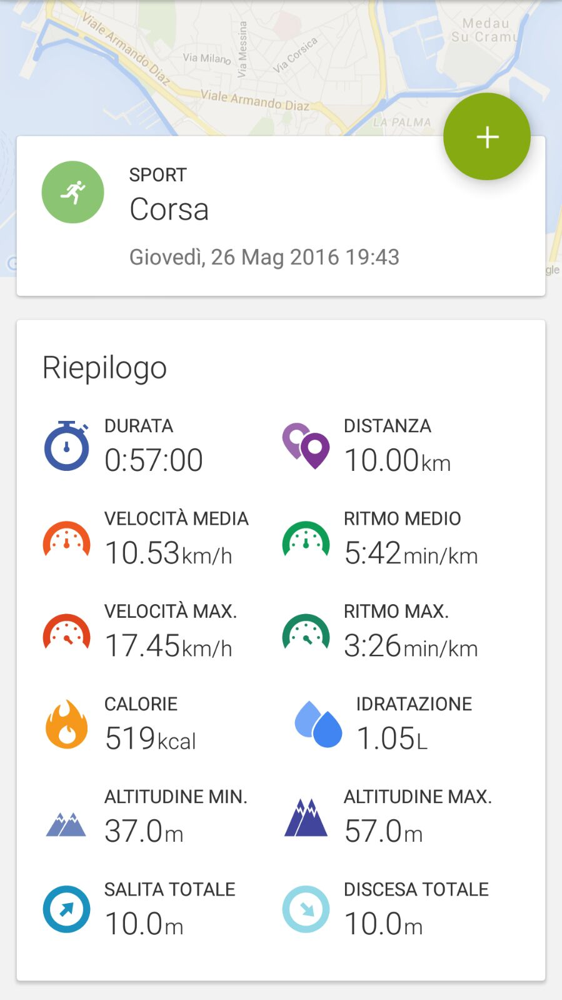 Viale Armando Diaz
Via Milano
Via Messina
Via Corsica
Viale Armando Diaz
Medau
Su Cramu
LA PALMA
SPORT
Corsa
Giovedì, 26 Mag 2016 19:43
G
gle
Riepilogo
DURATA
0:57:00
DISTANZA
10.00km
VELOCITÀ MEDIA
10.53km/h
RITMO MEDIO
5:42min/km
VELOCITÀ MAX.
17.45km/h
RITMO MAX.
3:26min/km
CALORIE
519kcal
IDRATAZIONE
1.05L
ALTITUDINE MIN.
37.0m
ALTITUDINE MAX.
57.0m
SALITA TOTALE
10.0m
DISCESA TOTALE
10.0m